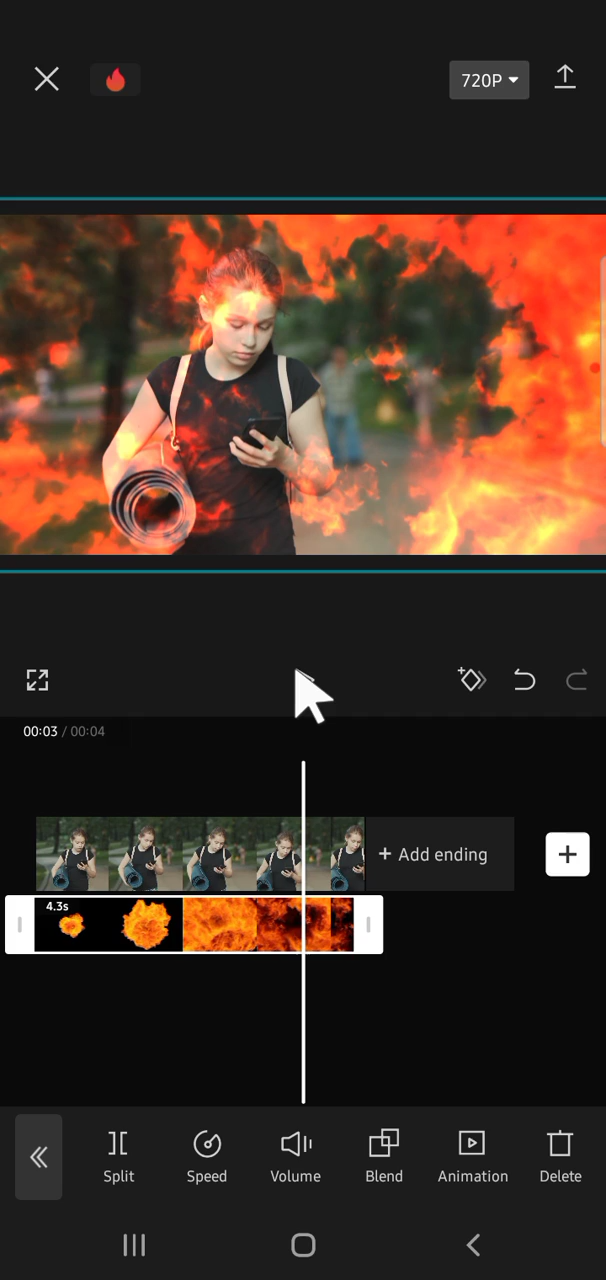 720P
00:03 / 00:04
+ Add ending
4.3s
Split
Speed
Volume
Blend
Animation
Delete